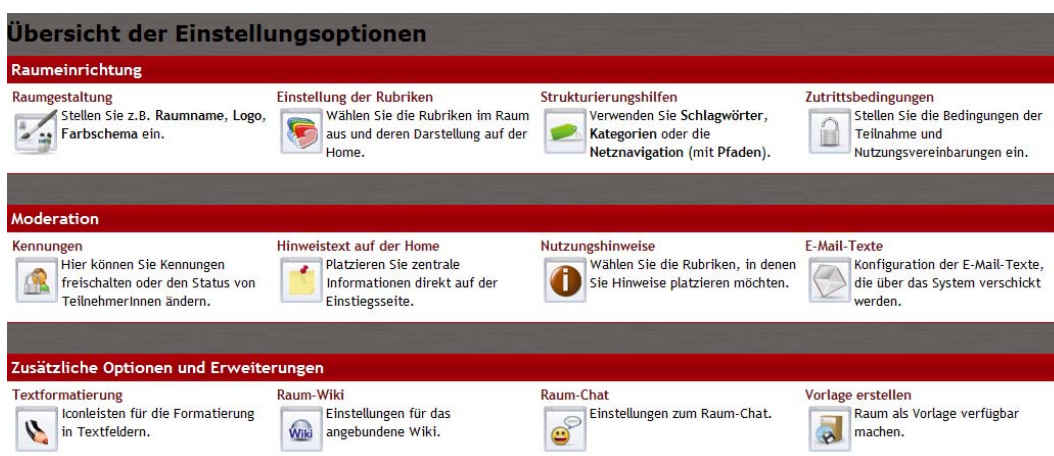 Übersicht der Einstellungsoptionen
Raumeinrichtung
Raumgestaltung
Stellen Sie z.B. Raumname, Logo,
Farbschema ein.
Einstellung der Rubriken
Wählen Sie die Rubriken im Raum
aus und deren Darstellung auf der
Home.
Strukturierungshilfen
Verwenden Sie Schlagwörter,
Kategorien oder die
Netznavigation (mit Pfaden).
Zutrittsbedingungen
Stellen Sie die Bedingungen der
Teilnahme und
Nutzungsvereinbarungen ein.
Moderation
Kennungen
Hier können Sie Kennungen
freischalten oder den Status von
TeilnehmerInnen ändern.
Hinweistext auf der Home
Platzieren Sie zentrale
Informationen direkt auf der
Einstiegsseite.
Nutzungshinweise
Wählen Sie die Rubriken, in denen
Sie Hinweise platzieren möchten.
E-Mail-Texte
Konfiguration der E-Mail-Texte,
die über das System verschickt
werden.
Zusätzliche Optionen und Erweiterungen
Textformatierung
Iconleisten für die Formatierung
in Textfeldern.
Raum-Wiki
Wiki
Einstellungen für das
angebundene Wiki.
Raum-Chat
Einstellungen zum Raum-Chat.
Vorlage erstellen
Raum als Vorlage verfügbar
machen.